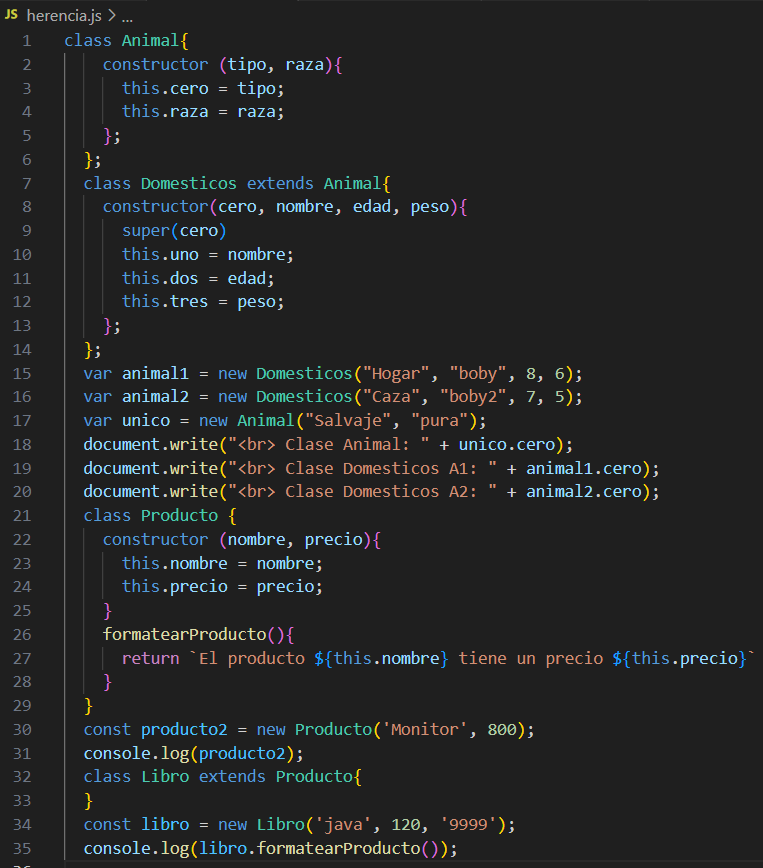 JS herencia.js > ...
1 class Animal{
2 constructor (tipo, raza){
3 this.cero = tipo;
4 this.raza = raza;
5 };
6 };
7 class Domesticos extends Animal{
8 constructor(cero, nombre, edad, peso){
9 super(cero)
10 this.uno = nombre;
11 this.dos = edad;
12 this.tres = peso;
13 };
14 };
15 var animal1 = new Domesticos("Hogar", "boby", 8, 6);
16 var animal2 = new Domesticos("Caza", "boby2", 7, 5);
17 var unico = new Animal("Salvaje", "pura");
18 document.write("<br> Clase Animal: " + unico.cero);
19 document.write("<br> Clase Domesticos A1: " + animal1.cero);
20 document.write("<br> Clase Domesticos A2: " + animal2.cero);
21 class Producto {
22 constructor (nombre, precio){
23 this.nombre = nombre;
24 this.precio = precio;
25 }
26 formatearProducto(){
27 return `El producto ${this.nombre} tiene un precio ${this.precio}`
28 }
29 }
30 const producto2 = new Producto('Monitor', 800);
31 console.log(producto2);
32 class Libro extends Producto{
33 }
34 const libro = new Libro('java', 120, '9999');
35 console.log(libro.formatearProducto());